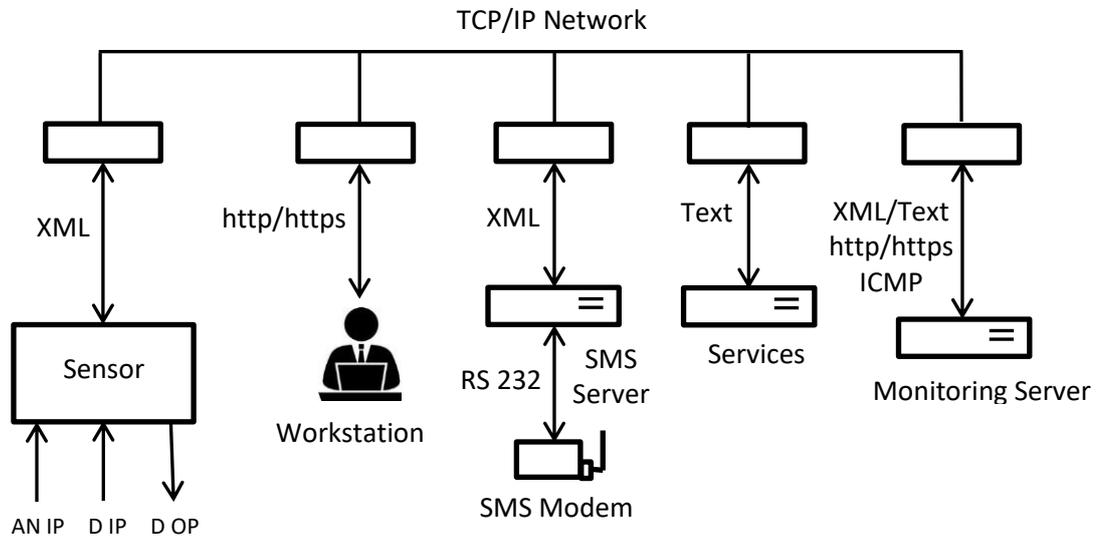 TCP/IP Network
XML
http/https
XML
Text
XML/Text
http/https
ICMP
Sensor
Workstation
RS 232
SMS
Server
SMS Modem
Services
Monitoring Server
AN IP
D IP
D OP